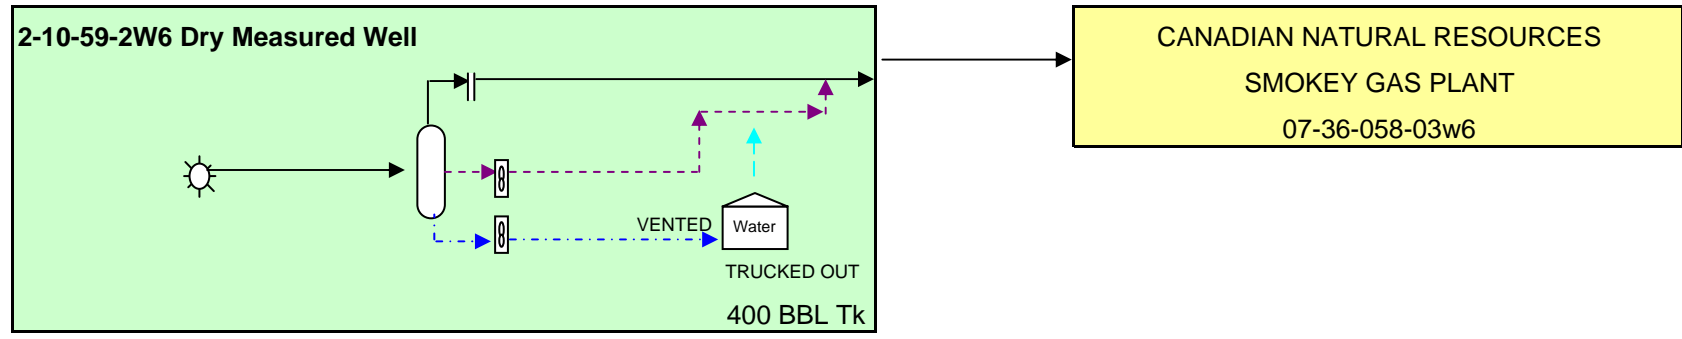 2-10-59-2W6 Dry Measured Well
CANADIAN NATURAL RESOURCES
SMOKEY GAS PLANT
07-36-058-03w6
VENTED
Water
TRUCKED OUT
400 BBL Tk